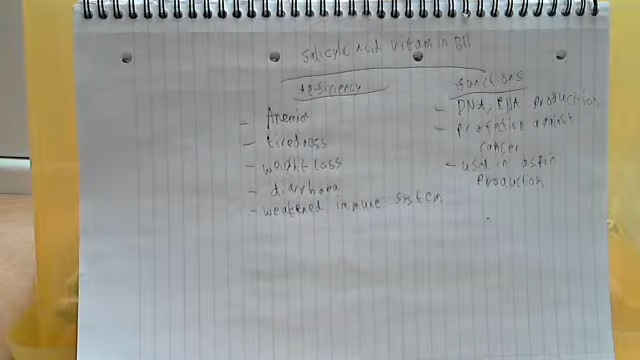 salicylic acid vitamin B11
Deficiency
- Anemia
- tiredness
- weight loss
- diarrhoea
- weakened immune system
functions
- DNA, RNA production
- protection against
cancer
- used in
production